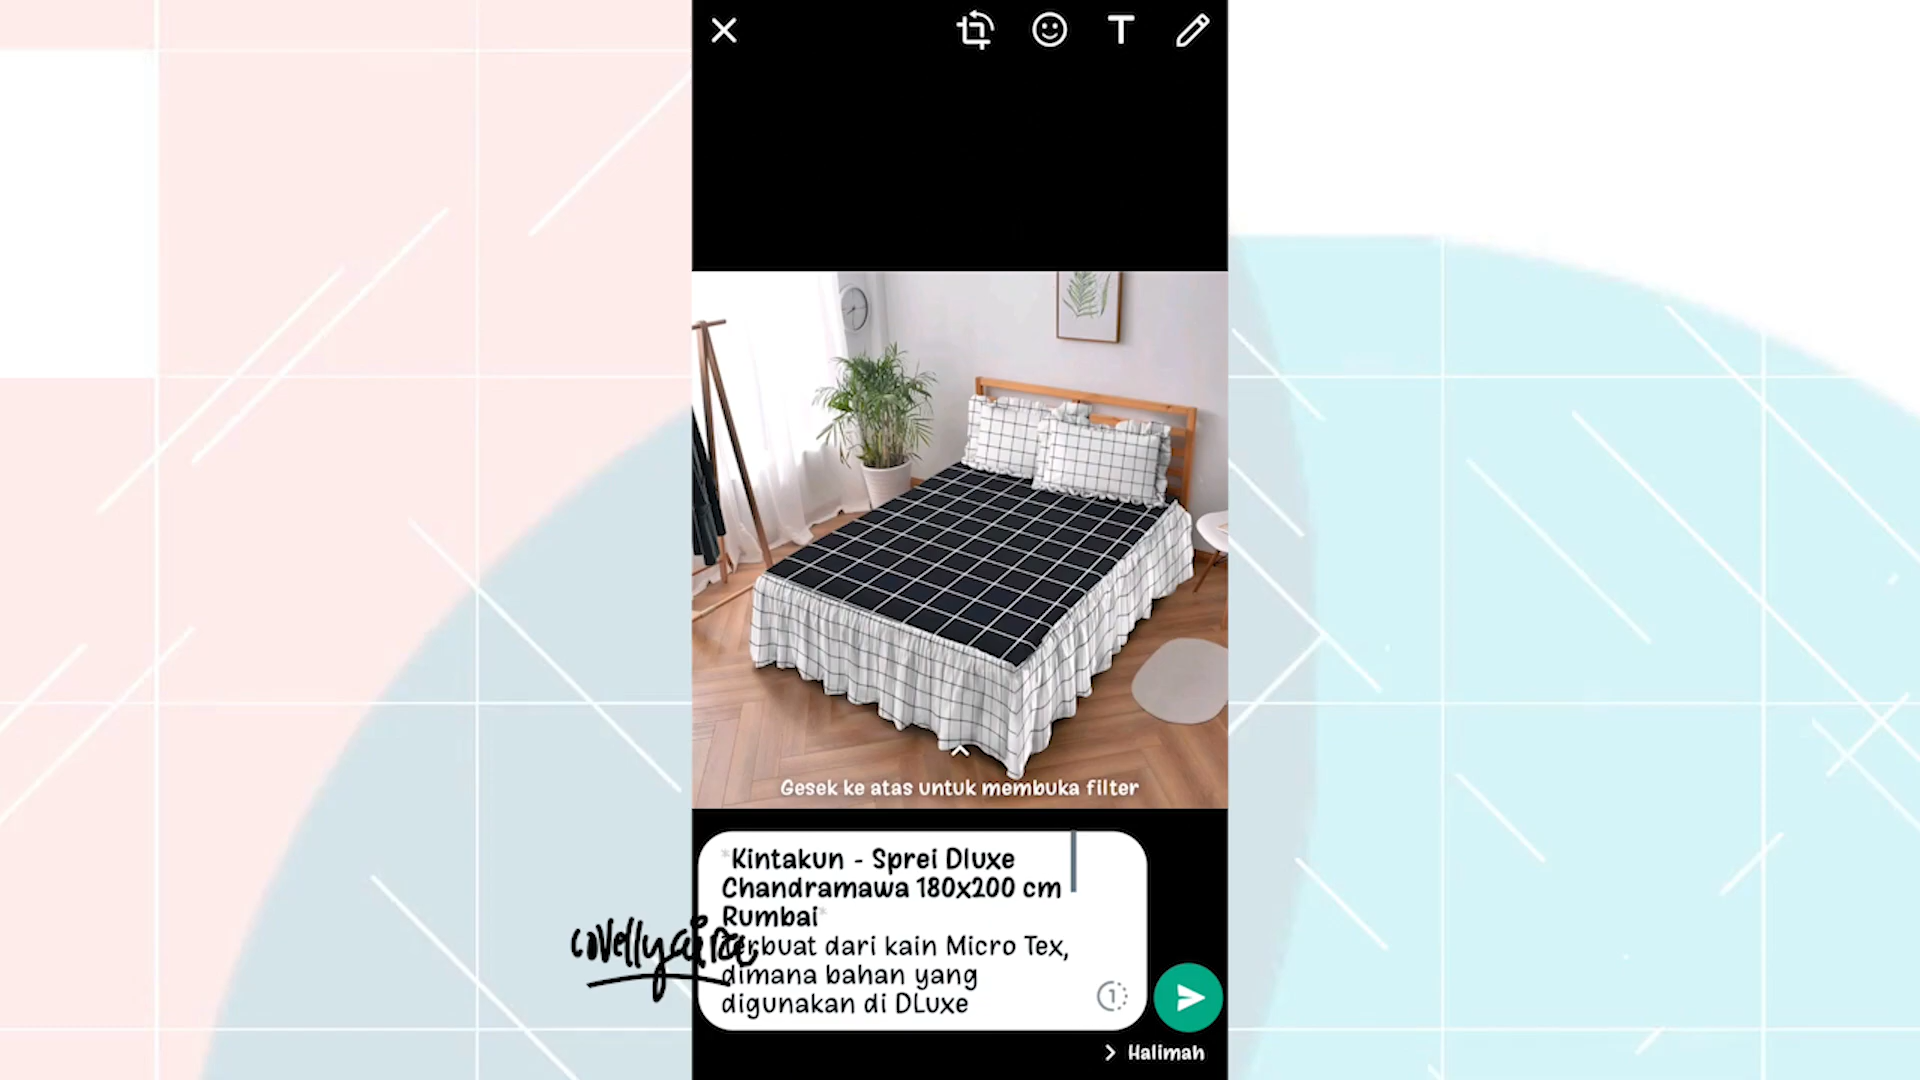 T
Gesek ke atas untuk membuka filter
*Kintakun - Sprei Dluxe
Chandramawa 180x200 cm
Rumbai*
Terbuat dari kain Micro Tex,
dimana bahan yang
digunakan di DLuxe
1
Halimah
covellyaira